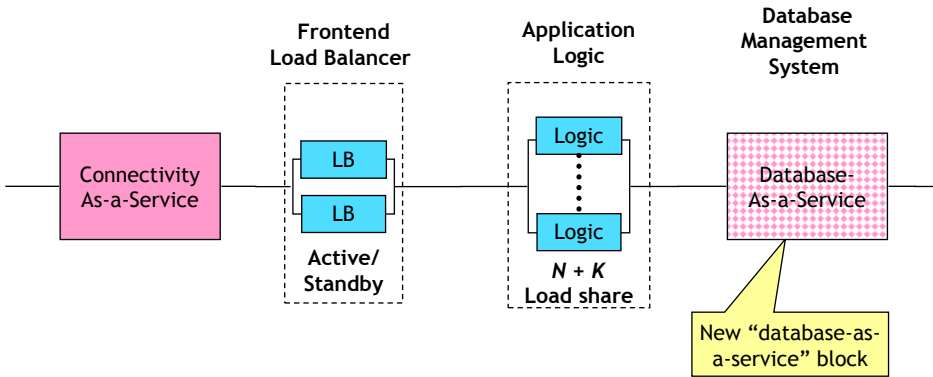 Frontend
Load Balancer
Application
Logic
Database
Management
System
Connectivity
As-a-Service
LB
LB
Active/
Standby
Logic
Logic
N + K
Load share
Database-
As-a-Service
New “database-as-
a-service” block